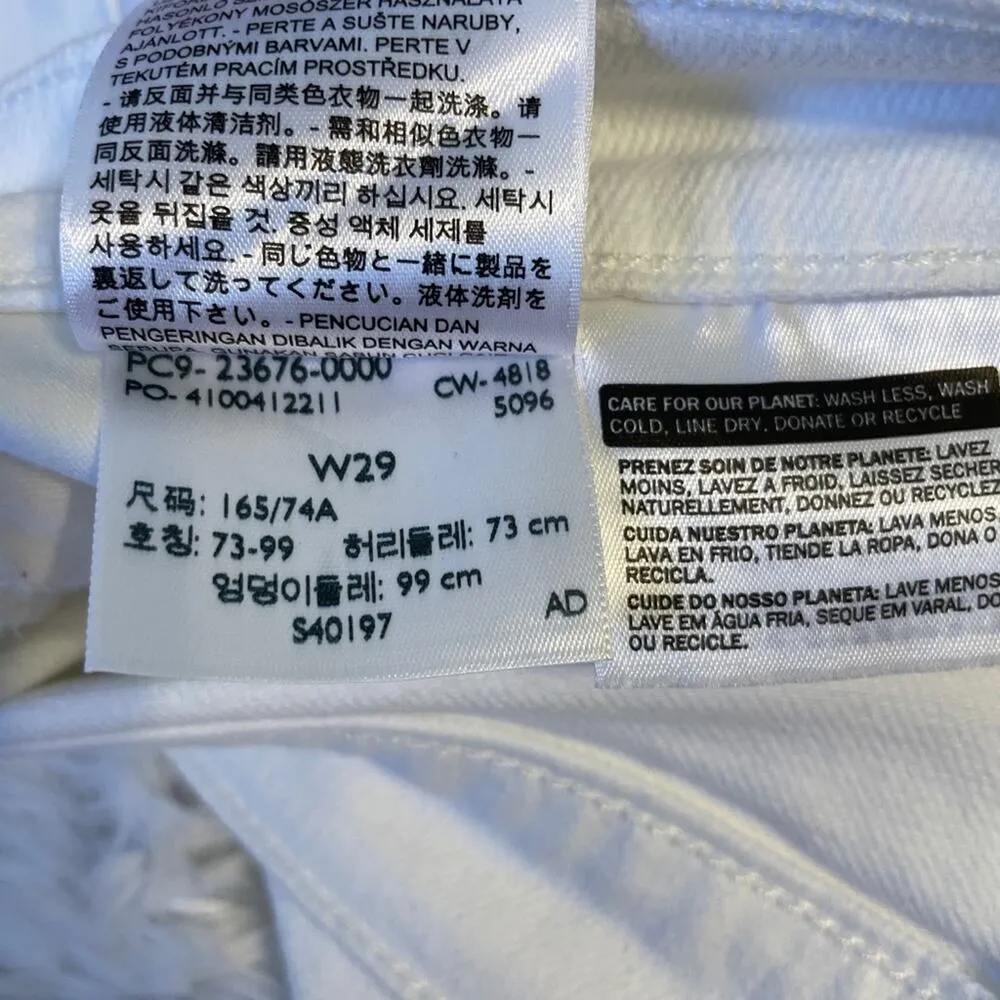 HASONLÓ
FOLYÉKONY MOSÓSZER HASZNÁLATA
AJÁNLOTT. - PERTE A SUŠTE NARUBY,
S PODOBNÝMI BARVAMI. PERTE V
TEKUTÉM PRACÍM PROSTŘEDKU.
- 请反面并与同类色衣物一起洗涤。请
使用液体清洁剂。- 需和相似色衣物一
同反面洗滌。請用液態洗衣劑洗滌。-
세탁시 같은 색상끼리 하십시요. 세탁시
옷을 뒤집을 것. 중성 액체 세제를
사용하세요. - 同じ色物と一緒に製品を
裏返して洗ってください。液体洗剤を
ご使用下さい。- PENCUCIAN DAN
PENGERINGAN DIBALIK DENGAN WARNA
PC9- 23676-0000
PO- 4100412211
CW- 4818
5096
W29
尺码: 165/74A
호칭: 73-99 허리둘레: 73 cm
엉덩이둘레: 99 cm
S40197
AD
CARE FOR OUR PLANET: WASH LESS, WASH
COLD, LINE DRY, DONATE OR RECYCLE
PRENEZ SOIN DE NOTRE PLANETE: LAVEZ
MOINS, LAVEZ A FROID, LAISSEZ SECHER
NATURELLEMENT, DONNEZ OU RECYCLEZ
CUIDA NUESTRO PLANETA: LAVA MENOS,
LAVA EN FRIO, TIENDE LA ROPA, DONA O
RECICLA.
CUIDE DO NOSSO PLANETA: LAVE MENOS
LAVE EM ÁGUA FRIA, SEQUE EM VARAL, DO
OU RECICLE.